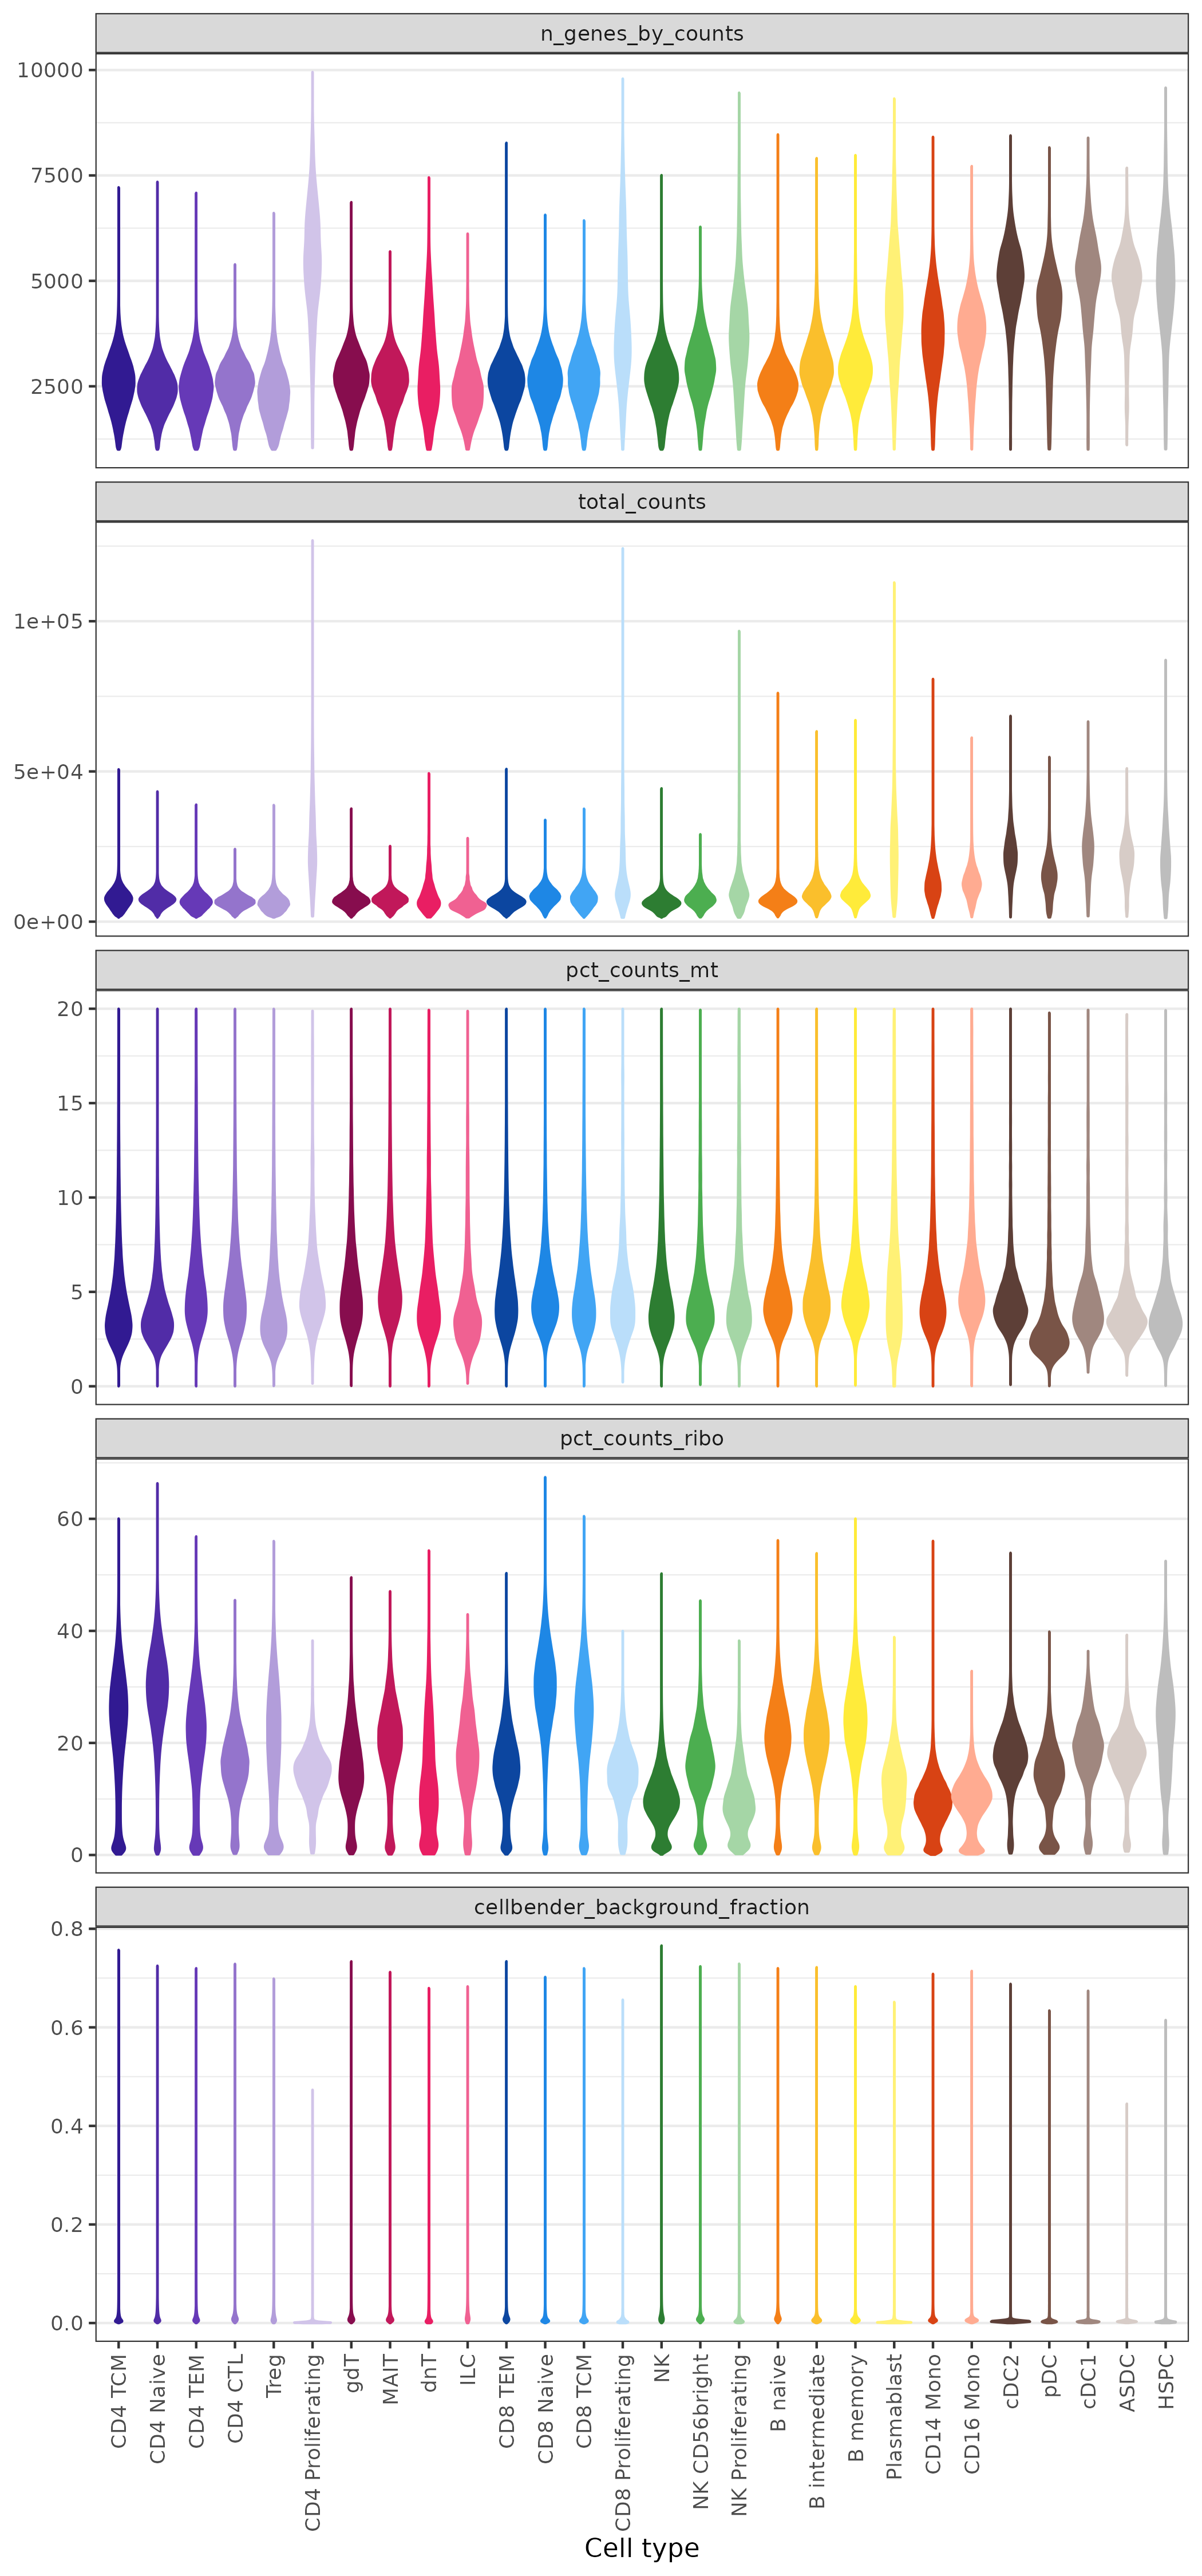 n_genes_by_counts
10000
7500
5000
2500
total_counts
1e+05
5e+04
0e+00
pct_counts_mt
20
15
10
5
0
pct_counts_ribo
60
40
20
0
cellbender_background_fraction
0.8
0.6
0.4
0.2
0.0
CD4 TCM
CD4 Naive
CD4 TEM
CD4 CTL
Treg
CD4 Proliferating
gdT
MAIT
dnT
ILC
CD8 TEM
CD8 Naive
CD8 TCM
CD8 Proliferating
NK
NK CD56bright
NK Proliferating
B naive
B intermediate
B memory
Plasmablast
CD14 Mono
CD16 Mono
cDC2
pDC
cDC1
ASDC
HSPC
Cell type